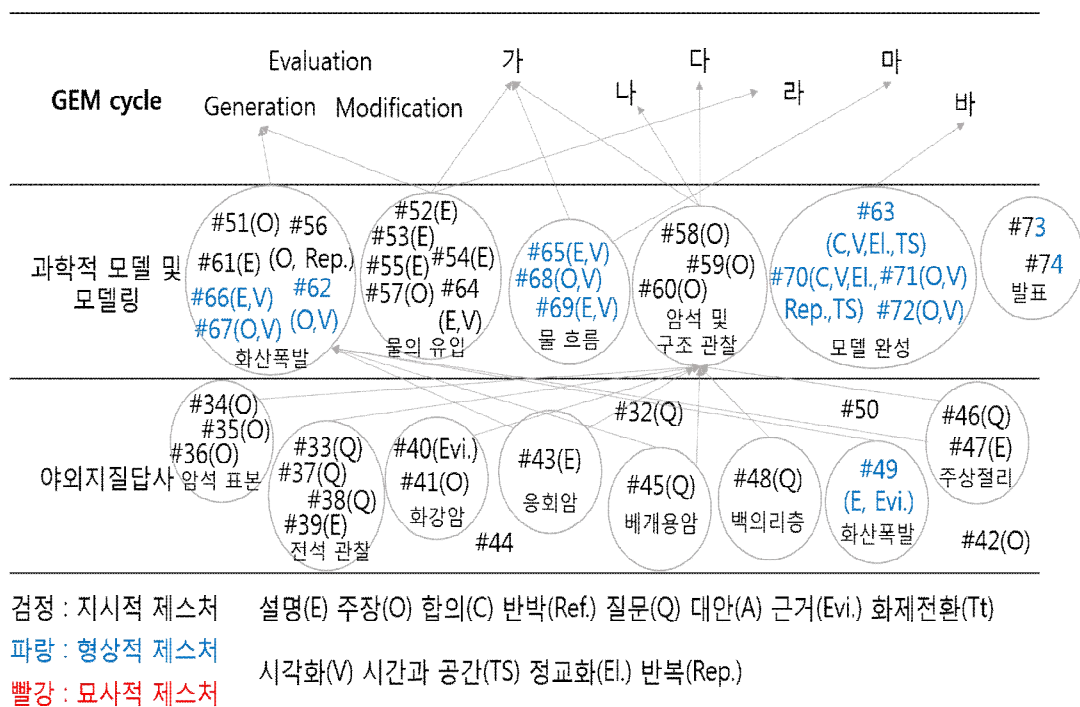 Evaluation
가
다
마
나
라
바
GEM cycle
Generation Modification
#51(O) #56
(O, Rep.)
#61(E)
#66(E,V) #62
(O,V)
#67(O,V)
화산폭발
#52(E)
#53(E)
#54(E)
#55(E)
#57(O) #64
(E,V)
물의 유입
#65(E,V)
#68(O,V)
#69(E,V)
물 흐름
#58(O)
#59(O)
#60(O)
암석 및
구조 관찰
#63
(C,V,El.,TS)
#70(C,V,El., #71(O,V)
Rep.,TS) #72(O,V)
모델 완성
#73
#74
발표
과학적 모델 및
모델링
#34(O)
#35(O)
#36(O)
암석 표본
#33(Q)
#37(Q)
#38(Q)
#39(E)
전석 관찰
#40(Evi.)
#41(O)
화강암
#44
#43(E)
응회암
#32(Q)
#45(Q)
베개용암
#48(Q)
백의리층
#50
#49
(E, Evi.)
화산폭발
#46(Q)
#47(E)
주상절리
#42(O)
야외지질답사
검정 : 지시적 제스처 설명(E) 주장(O) 합의(C) 반박(Ref.) 질문(Q) 대안(A) 근거(Evi.) 화제전환(Tt)
파랑 : 형상적 제스처
시각화(V) 시간과 공간(TS) 정교화(El.) 반복(Rep.)
빨강 : 묘사적 제스처